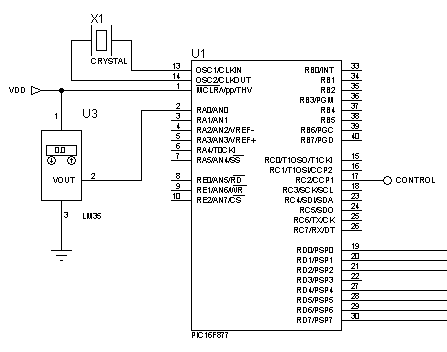 X1
CRYSTAL
U1
13 OSC1/CLKIN RB0/INT 33
14 OSC2/CLKOUT RB1 34
1 MCLR/Vpp/THV RB2 35
RB3/PGM 36
2 RA0/AN0 RB4 37
3 RA1/AN1 RB5 38
4 RA2/AN2/VREF- RB6/PGC 39
5 RA3/AN3/VREF+ RB7/PGD 40
6 RA4/T0CKI
7 RA5/AN4/SS RC0/T1OSO/T1CKI 15
RC1/T1OSI/CCP2 16
8 RE0/AN5/RD RC2/CCP1 17 CONTROL
9 RE1/AN6/WR RC3/SCK/SCL 18
10 RE2/AN7/CS RC4/SDI/SDA 23
RC5/SDO 24
RC6/TX/CK 25
RC7/RX/DT 26
RD0/PSP0 19
RD1/PSP1 20
RD2/PSP2 21
RD3/PSP3 22
RD4/PSP4 27
RD5/PSP5 28
RD6/PSP6 29
RD7/PSP7 30
PIC16F877
VDD
U3
1
0.0
VOUT 2
3 LM35